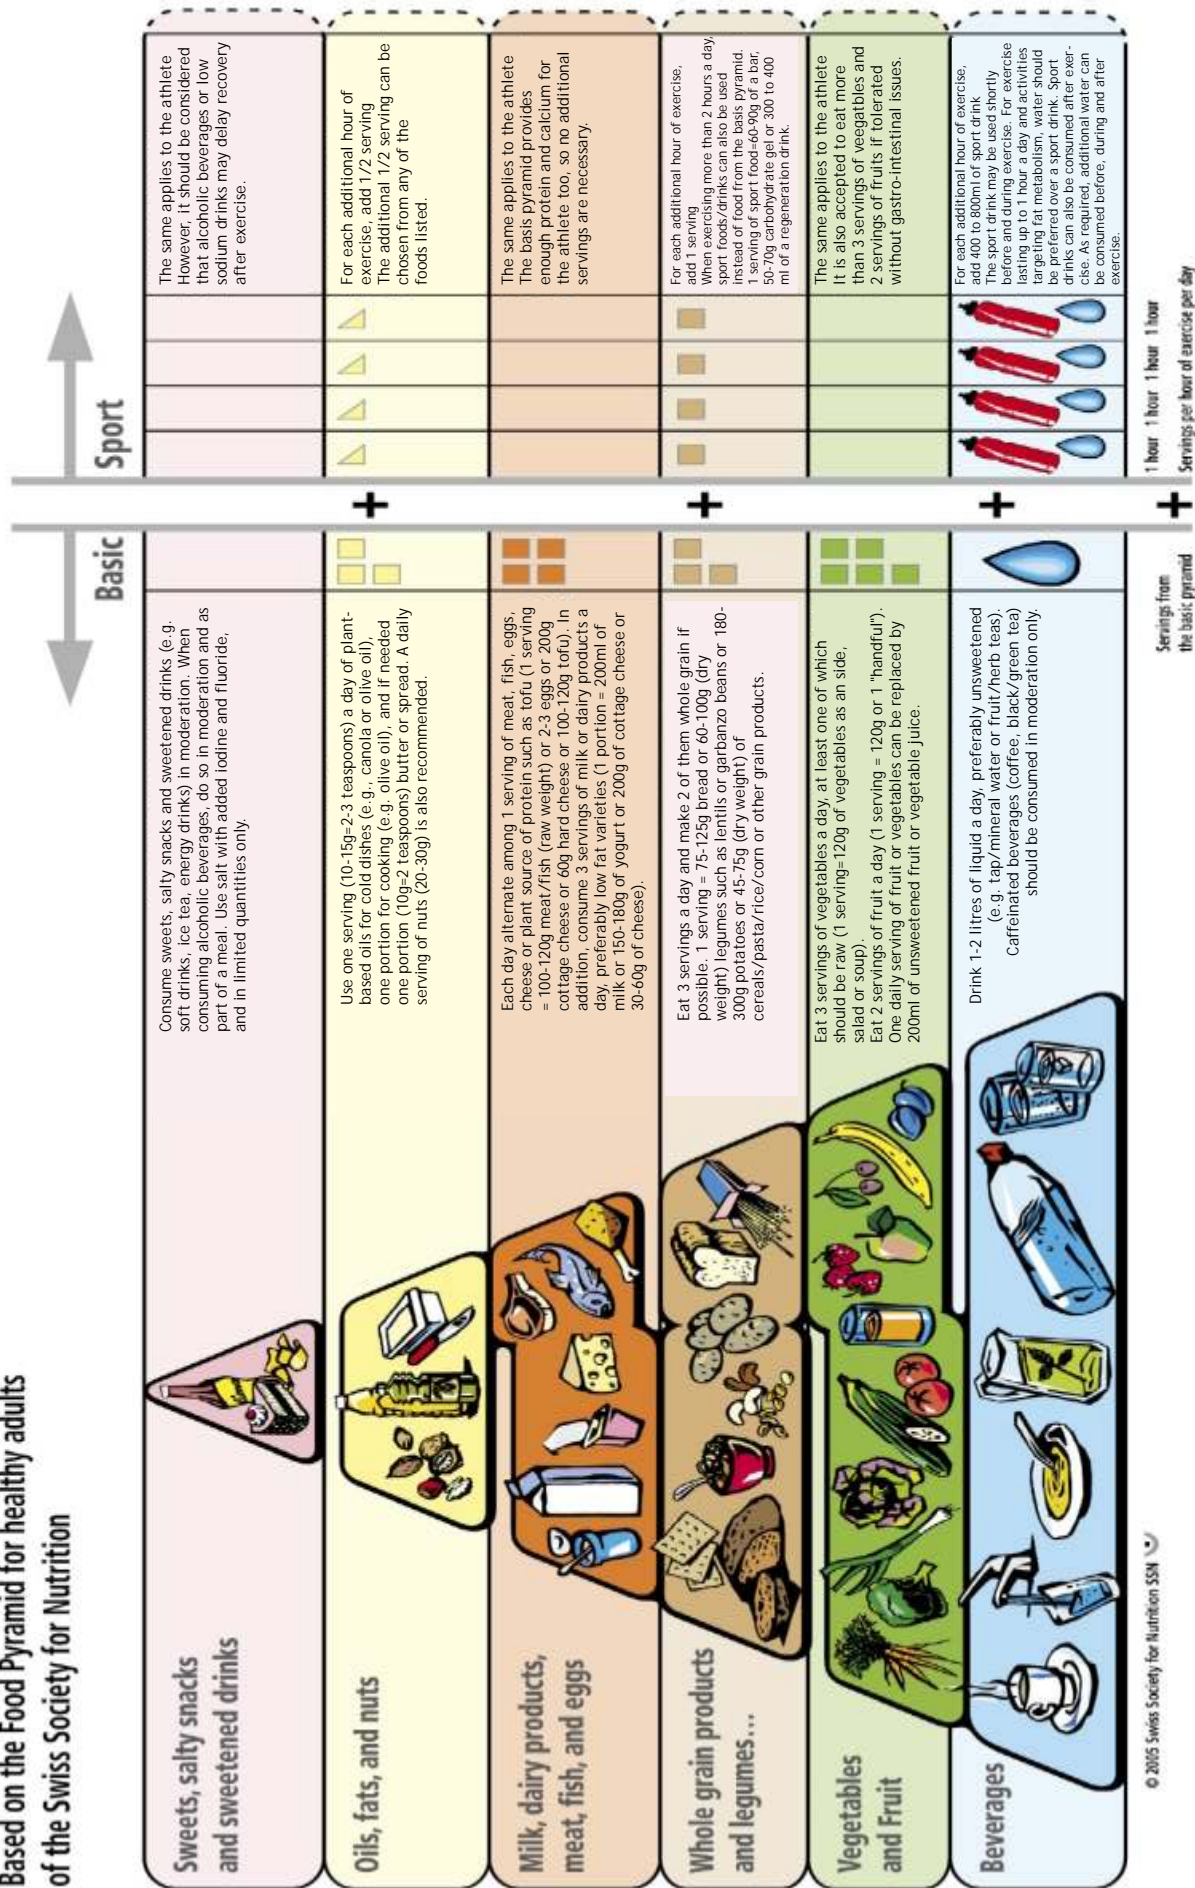 Based on the Food Pyramid for healthy adults
of the Swiss Society for Nutrition
Basic
Sport
Sweets, salty snacks
and sweetened drinks
Consume sweets, salty snacks and sweetened drinks (e.g.
soft drinks, ice tea, energy drinks) in moderation. When
consuming alcoholic beverages, do so in moderation and as
part of a meal. Use salt with added iodine and fluoride,
and in limited quantities only.
The same applies to the athlete
However, it should be considered
that alcoholic beverages or low
sodium drinks may delay recovery
after exercise.
Oils, fats, and nuts
Use one serving (10-15g=2-3 teaspoons) a day of plant-
based oils for cold dishes (e.g., canola or olive oil),
one portion for cooking (e.g. olive oil), and if needed
one portion (10g=2 teaspoons) butter or spread. A daily
serving of nuts (20-30g) is also recommended.
+
For each additional hour of
exercise, add 1/2 serving
The additional 1/2 serving can be
chosen from any of the
foods listed.
Milk, dairy products,
meat, fish, and eggs
Each day alternate among 1 serving of meat, fish, eggs,
cheese or plant source of protein such as tofu (1 serving
= 100-120g meat/fish (raw weight) or 2-3 eggs or 200g
cottage cheese or 60g hard cheese or 100-120g tofu). In
addition, consume 3 servings of milk or dairy products a
day, preferably low fat varieties (1 portion = 200ml of
milk or 150-180g of yogurt or 200g of cottage cheese or
30-60g of cheese).
The same applies to the athlete
The basis pyramid provides
enough protein and calcium for
the athlete too, so no additional
servings are necessary.
Whole grain products
and legumes...
Eat 3 servings a day and make 2 of them whole grain if
possible. 1 serving = 75-125g bread or 60-100g (dry
weight) legumes such as lentils or garbanzo beans or 180-
300g potatoes or 45-75g (dry weight) of
cereals/pasta/rice/corn or other grain products.
+
For each additional hour of exercise,
add 1 serving
When exercising more than 2 hours a day,
sport foods/drinks can also be used
instead of food from the basis pyramid.
1 serving of sport food=60-90g of a bar,
50-70g carbohydrate gel or 300 to 400
ml of a regeneration drink.
Vegetables
and Fruit
Eat 3 servings of vegetables a day, at least one of which
should be raw (1 serving=120g of vegetables as an side,
salad or soup).
Eat 2 servings of fruit a day (1 serving = 120g or 1 "handful").
One daily serving of fruit or vegetables can be replaced by
200ml of unsweetened fruit or vegetable juice.
The same applies to the athlete
It is also accepted to eat more
than 3 servings of veegatbles and
2 servings of fruits if tolerated
without gastro-intestinal issues.
Beverages
Drink 1-2 litres of liquid a day, preferably unsweetened
(e.g. tap/mineral water or fruit/herb teas).
Caffeinated beverages (coffee, black/green tea)
should be consumed in moderation only.
+
For each additional hour of exercise,
add 400 to 800ml of sport drink
The sport drink may be used shortly
before and during exercise. For exercise
lasting up to 1 hour a day and activities
targeting fat metabolism, water should
be preferred over a sport drink. Sport
drinks can also be consumed after exer-
cise. As required, additional water can
be consumed before, during and after
exercise.
© 2005 Swiss Society for Nutrition SSN
Servings from
the basic pyramid
+
1 hour 1 hour 1 hour 1 hour
Servings per hour of exercise per day